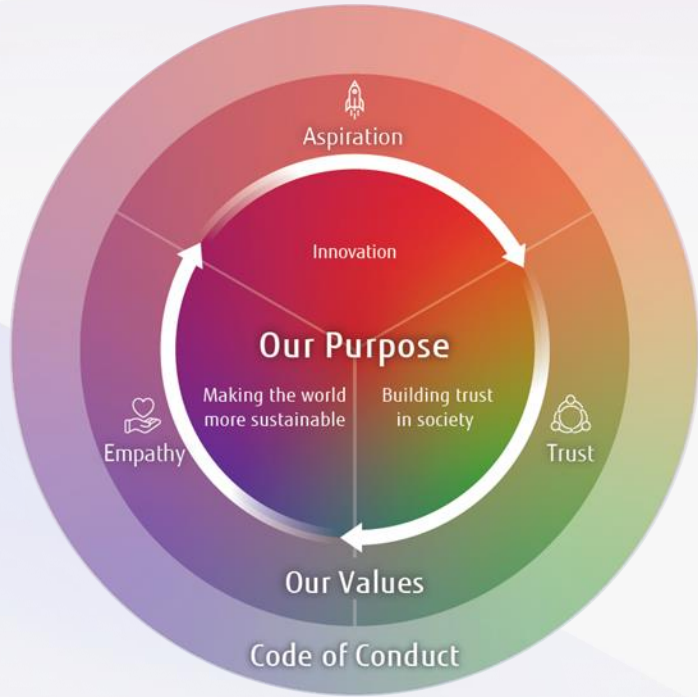 Aspiration
Innovation
Our Purpose
Making the world
more sustainable
Building trust
in society
Empathy
Trust
Our Values
Code of Conduct